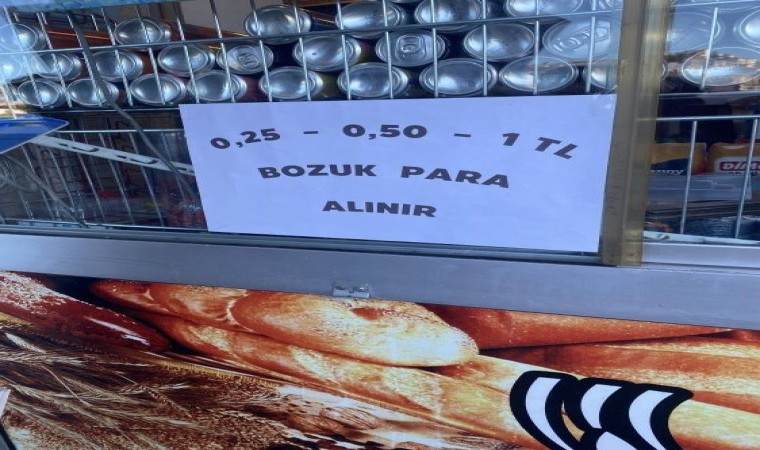 0,25 - 0,50 - 1 TL
BOZUK PARA
ALINIR